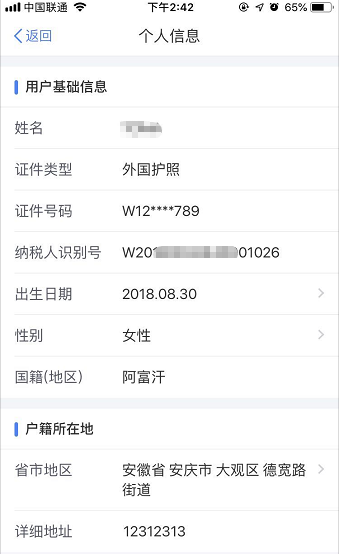 中国联通 下午2:42 65%
返回 个人信息
用户基础信息
姓名
证件类型 外国护照
证件号码 W12****789
纳税人识别号 W201 01026
出生日期 2018.08.30
性别 女性
国籍(地区) 阿富汗
户籍所在地
省市地区 安徽省 安庆市 大观区 德宽路
街道
详细地址 12312313